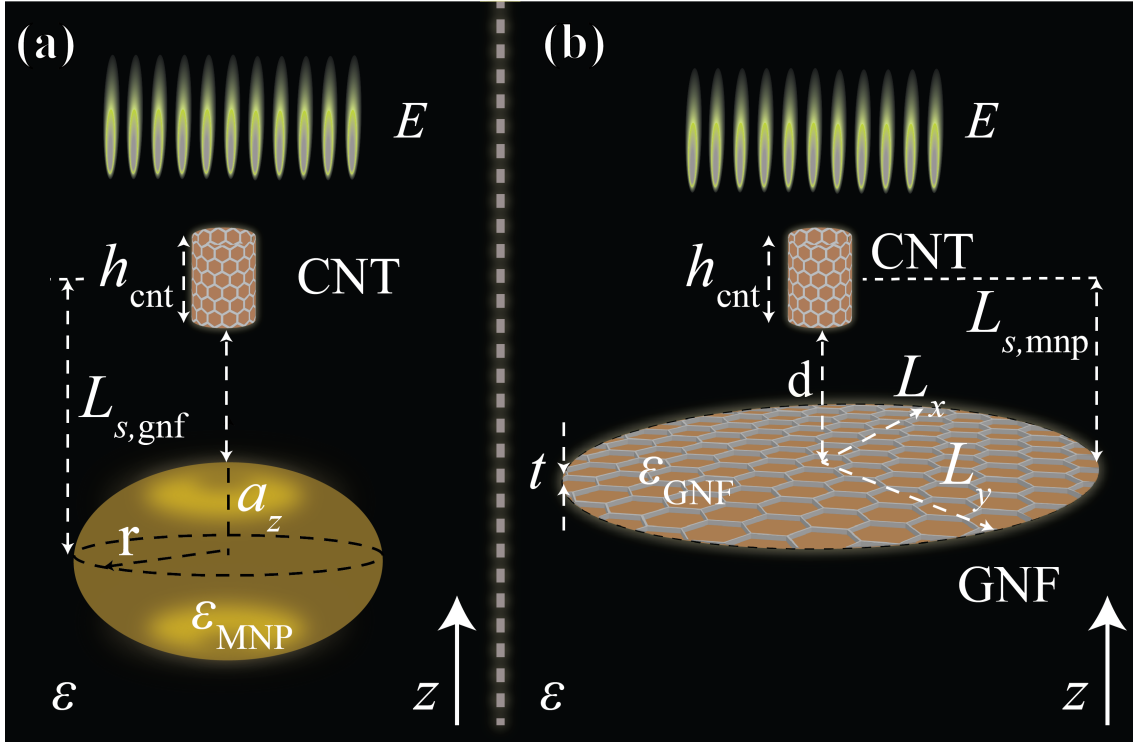 (a)
E
h_cnt
CNT
L_s,gnf
a_z
r
ε_MNP
ε
z
(b)
E
h_cnt
CNT
L_s,mnp
d
L_x
t
ε_GNF
L_y
GNF
ε
z